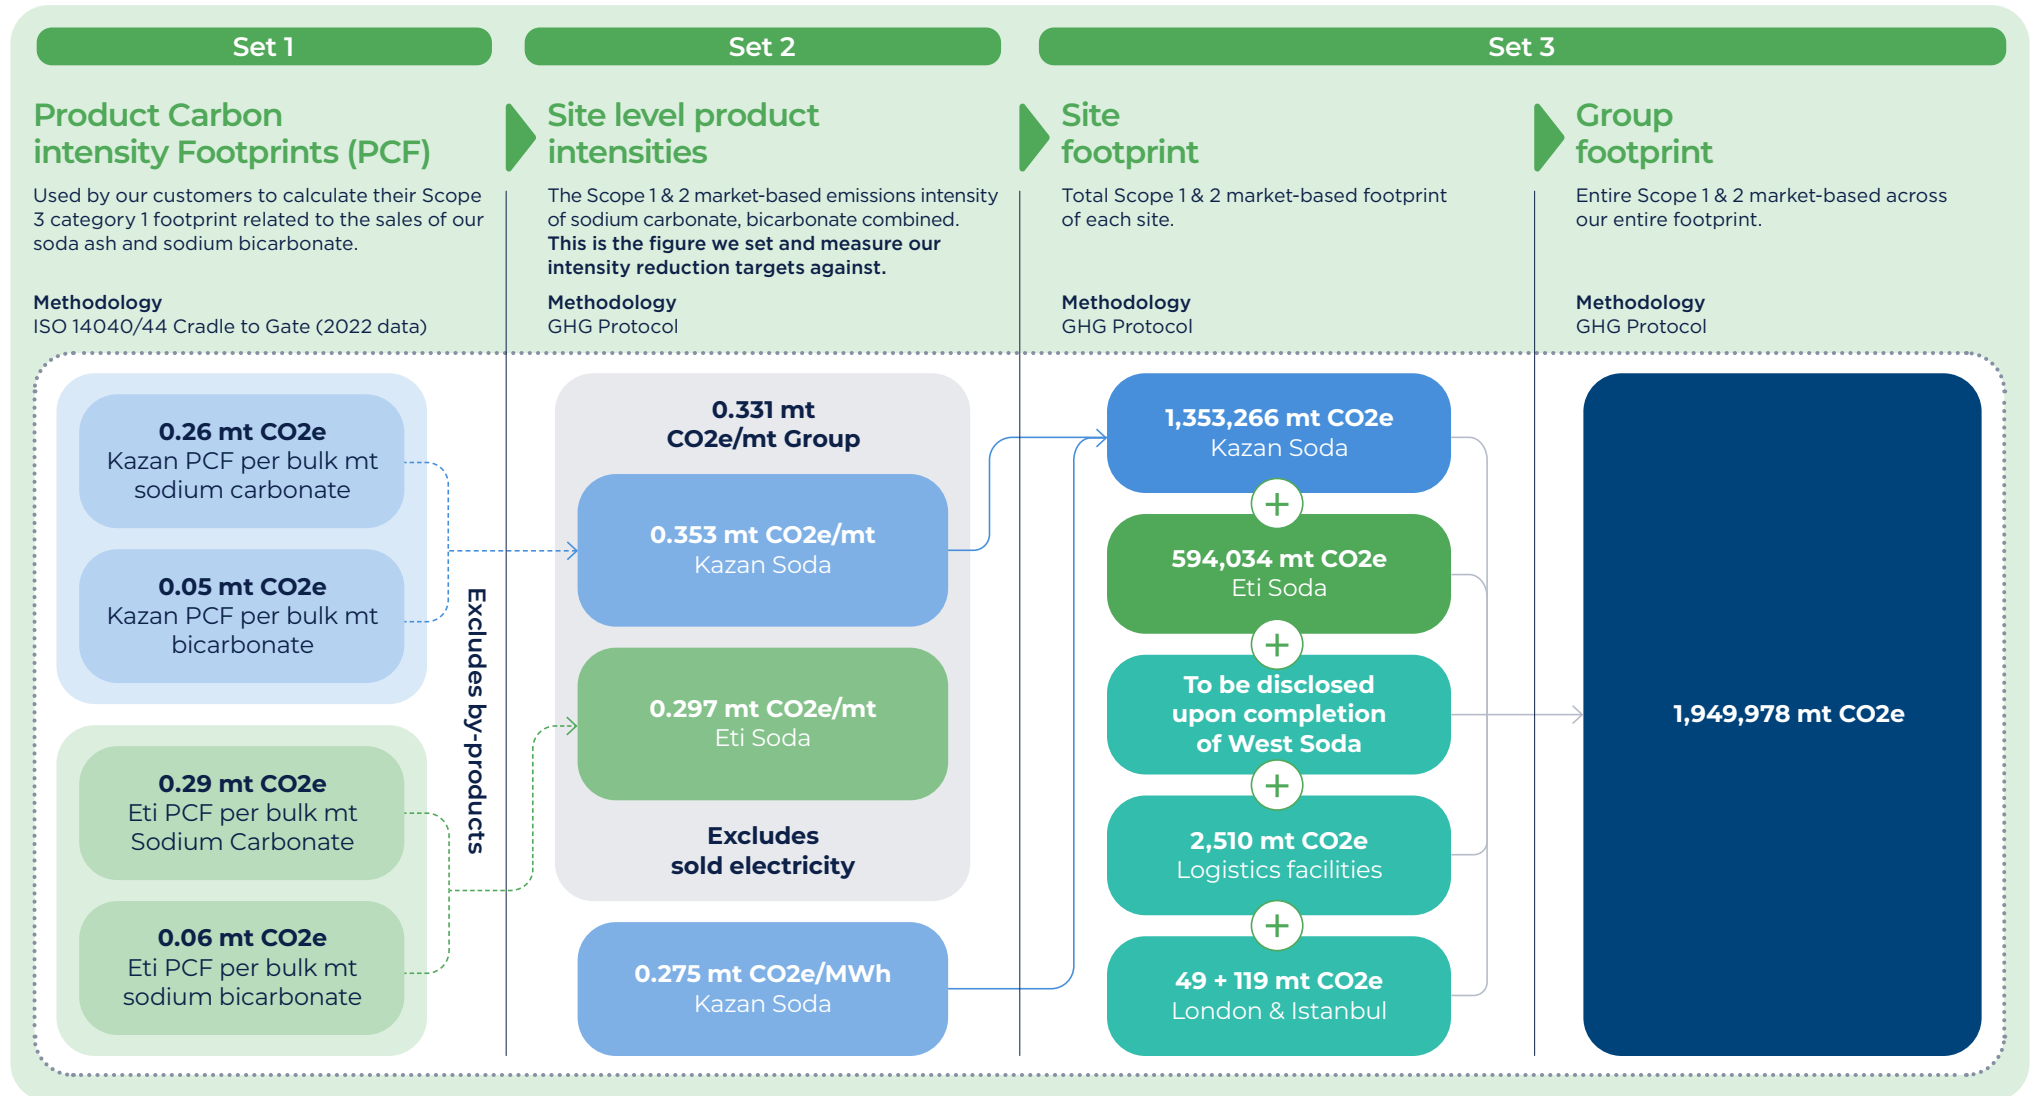 Set 1
Product Carbon
intensity Footprints (PCF)
Used by our customers to calculate their Scope
3 category 1 footprint related to the sales of our
soda ash and sodium bicarbonate.
Methodology
ISO 14040/44 Cradle to Gate (2022 data)
0.26 mt CO2e
Kazan PCF per bulk mt
sodium carbonate
0.05 mt CO2e
Kazan PCF per bulk mt
bicarbonate
0.29 mt CO2e
Eti PCF per bulk mt
Sodium Carbonate
0.06 mt CO2e
Eti PCF per bulk mt
sodium bicarbonate
Excludes by-products
Set 2
Site level product
intensities
The Scope 1 & 2 market-based emissions intensity
of sodium carbonate, bicarbonate combined.
This is the figure we set and measure our
intensity reduction targets against.
Methodology
GHG Protocol
0.331 mt
CO2e/mt Group
0.353 mt CO2e/mt
Kazan Soda
0.297 mt CO2e/mt
Eti Soda
Excludes
sold electricity
0.275 mt CO2e/MWh
Kazan Soda
Set 3
Site
footprint
Total Scope 1 & 2 market-based footprint
of each site.
Methodology
GHG Protocol
1,353,266 mt CO2e
Kazan Soda
+
594,034 mt CO2e
Eti Soda
+
To be disclosed
upon completion
of West Soda
+
2,510 mt CO2e
Logistics facilities
+
49 + 119 mt CO2e
London & Istanbul
Group
footprint
Entire Scope 1 & 2 market-based across
our entire footprint.
Methodology
GHG Protocol
1,949,978 mt CO2e